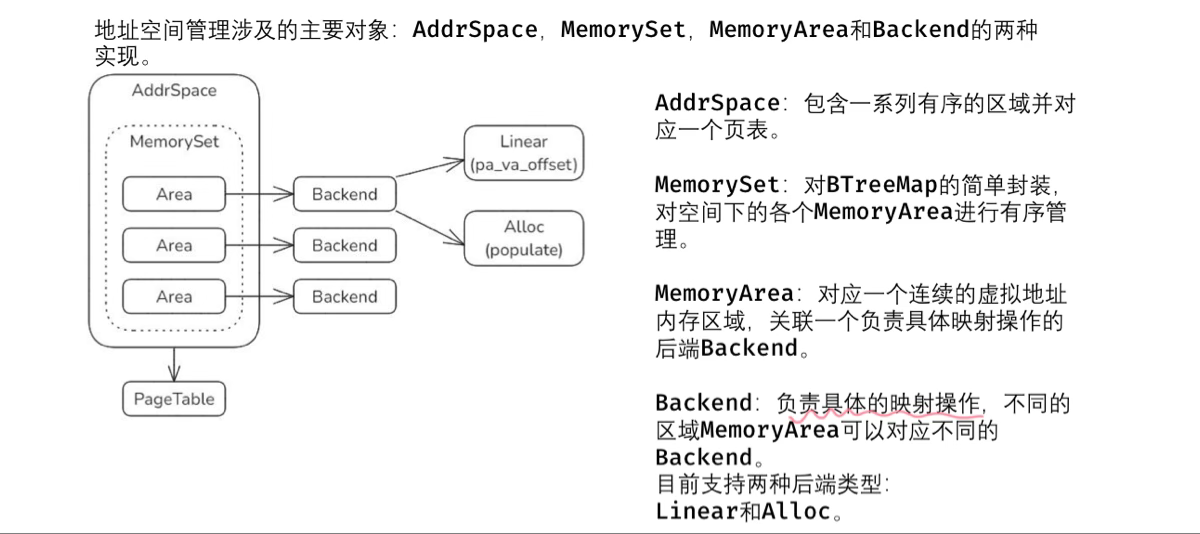 地址空间管理涉及的主要对象：AddrSpace，MemorySet，MemoryArea和Backend的两种
实现。
AddrSpace
MemorySet
Area
Area
Area
PageTable
Backend
Backend
Backend
Linear
(pa_va_offset)
Alloc
(populate)
AddrSpace：包含一系列有序的区域并对
应一个页表。
MemorySet：对BTreeMap的简单封装，
对空间下的各个MemoryArea进行有序管
理。
MemoryArea：对应一个连续的虚拟地址
内存区域，关联一个负责具体映射操作的
后端Backend。
Backend：负责具体的映射操作，不同的
区域MemoryArea可以对应不同的
Backend。
目前支持两种后端类型：
Linear和Alloc。